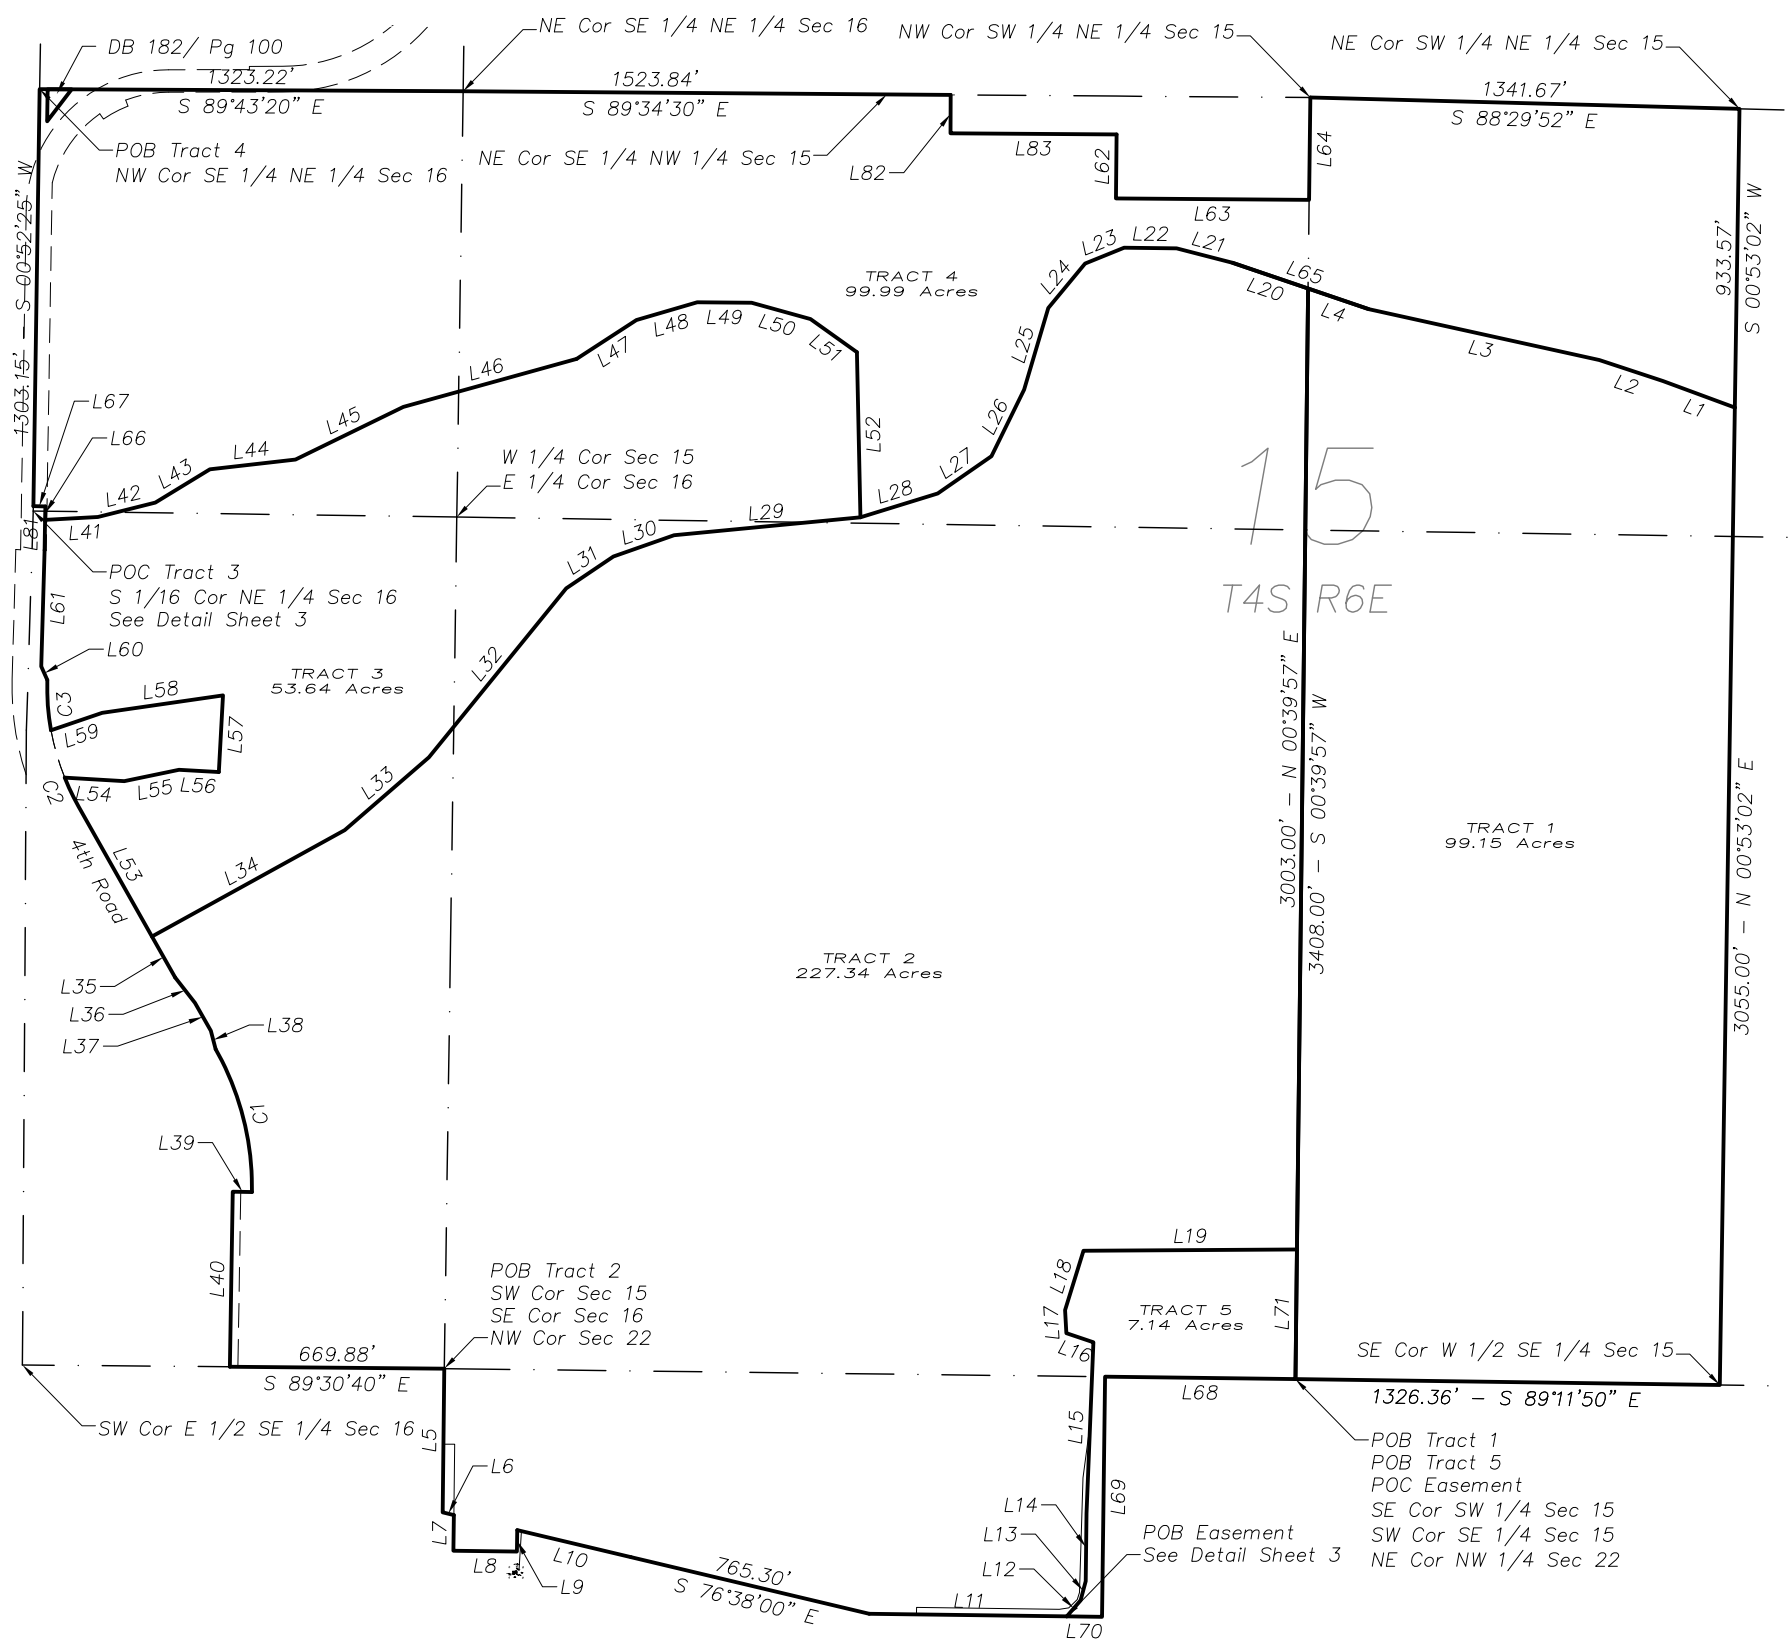 NE Cor SE 1/4 NE 1/4 Sec 16
NW Cor SW 1/4 NE 1/4 Sec 15
NE Cor SW 1/4 NE 1/4 Sec 15
DB 182/ Pg 100
1323.22'
S 89°43'20" E
1523.84'
S 89°34'30" E
1341.67'
S 88°29'52" E
POB Tract 4
NW Cor SE 1/4 NE 1/4 Sec 16
NE Cor SE 1/4 NW 1/4 Sec 15
L82
L83
L62
L64
L63
1303.15' - S 00°52'25" W
933.57'
S 00°53'02" W
L23
L22
L21
L65
L20
L24
L4
L3
L2
L1
TRACT 4
99.99 Acres
L48
L49
L50
L51
L47
L25
L46
L67
L66
L45
L44
L43
L42
L41
L81
L52
L26
L27
L28
L29
L30
L31
W 1/4 Cor Sec 15
E 1/4 Cor Sec 16
15
T4S R6E
POC Tract 3
S 1/16 Cor NE 1/4 Sec 16
See Detail Sheet 3
L61
L60
TRACT 3
53.64 Acres
L32
C3
L58
L59
L57
L56
L55
L54
C2
L33
L53
4th Road
L34
3003.00' - N 00°39'57" E
3408.00' - S 00°39'57" W
TRACT 1
99.15 Acres
3055.00' - N 00°53'02" E
TRACT 2
227.34 Acres
L35
L36
L37
L38
C1
L39
L40
L19
L18
L17
L16
L71
TRACT 5
7.14 Acres
POB Tract 2
SW Cor Sec 15
SE Cor Sec 16
NW Cor Sec 22
669.88'
S 89°30'40" E
SE Cor W 1/2 SE 1/4 Sec 15
L68
1326.36' - S 89°11'50" E
SW Cor E 1/2 SE 1/4 Sec 16
L5
L6
L7
L8
L9
L10
765.30'
S 76°38'00" E
L15
L69
L14
L13
L12
L11
L70
POB Easement
See Detail Sheet 3
POB Tract 1
POB Tract 5
POC Easement
SE Cor SW 1/4 Sec 15
SW Cor SE 1/4 Sec 15
NE Cor NW 1/4 Sec 22